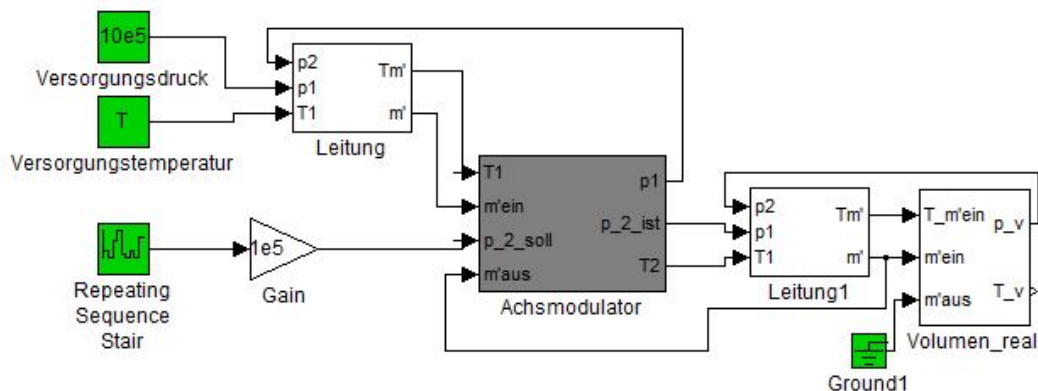 10e5
Versorgungsdruck
T
Versorgungstemperatur
p2
p1
T1
Tm'
m'
Leitung
Repeating
Sequence
Stair
1e5
Gain
T1
m'ein
p_2_soll
m'aus
p1
p_2_ist
T2
Achsmodulator
p2
p1
T1
Tm'
m'
Leitung1
T_m'ein
m'ein
m'aus
p_v
T_v
Volumen_real
Ground1